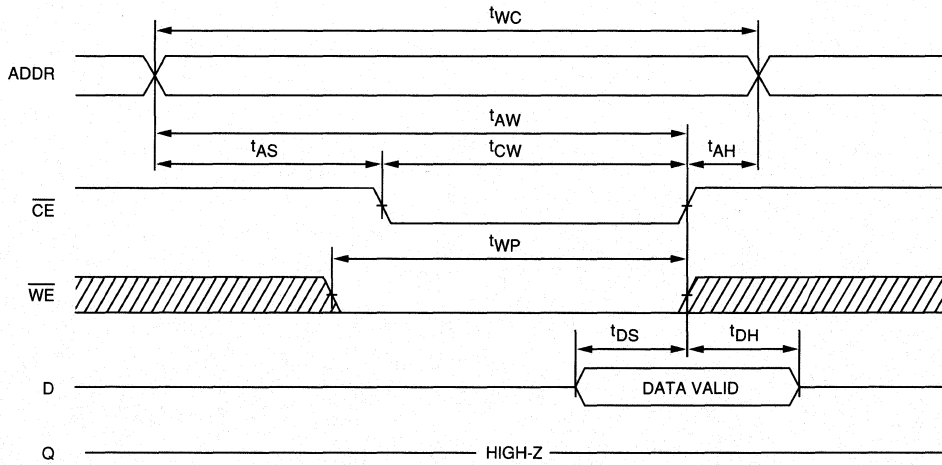 tWC
ADDR
tAW
tAS tCW tAH
CE
tWP
WE
tDS tDH
D DATA VALID
Q HIGH-Z